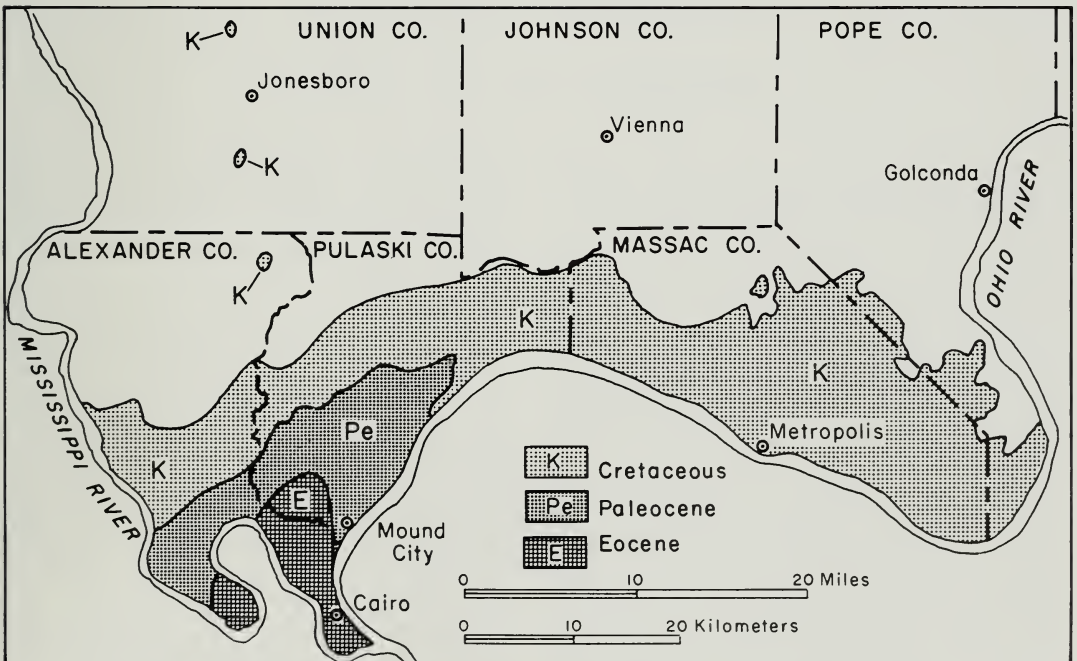 UNION CO. JOHNSON CO. POPE CO.
K
Jonesboro
Vienna
K
Golconda
OHIO RIVER
ALEXANDER CO. PULASKI CO. MASSAC CO.
K
K
K
Pe
Metropolis
K
MISSISSIPPI RIVER
K Cretaceous
E
Pe Paleocene
Mound
City
E Eocene
0 10 20 Miles
Cairo
0 10 20 Kilometers